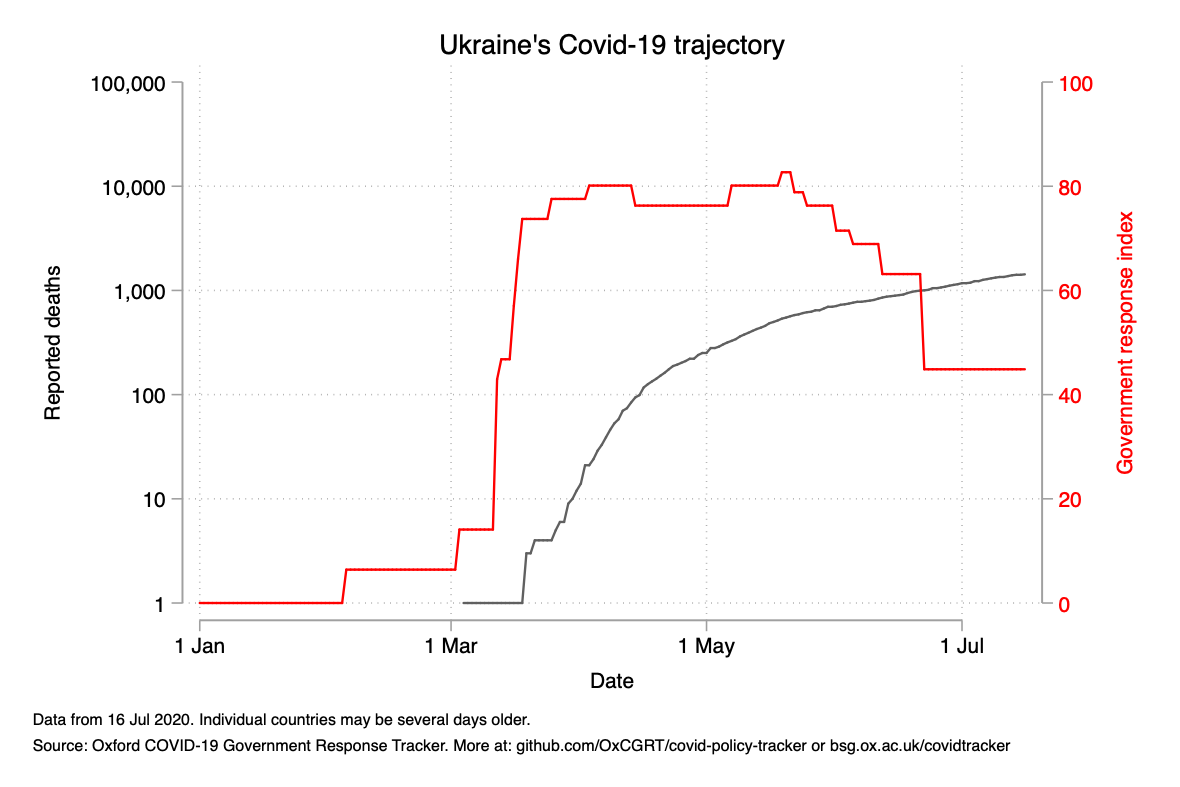 Ukraine's Covid-19 trajectory
100,000
10,000
1,000
100
10
1
Reported deaths
100
80
60
40
20
0
Government response index
1 Jan
1 Mar
1 May
1 Jul
Date
Data from 16 Jul 2020. Individual countries may be several days older.
Source: Oxford COVID-19 Government Response Tracker. More at: github.com/OxCGRT/covid-policy-tracker or bsg.ox.ac.uk/covidtracker